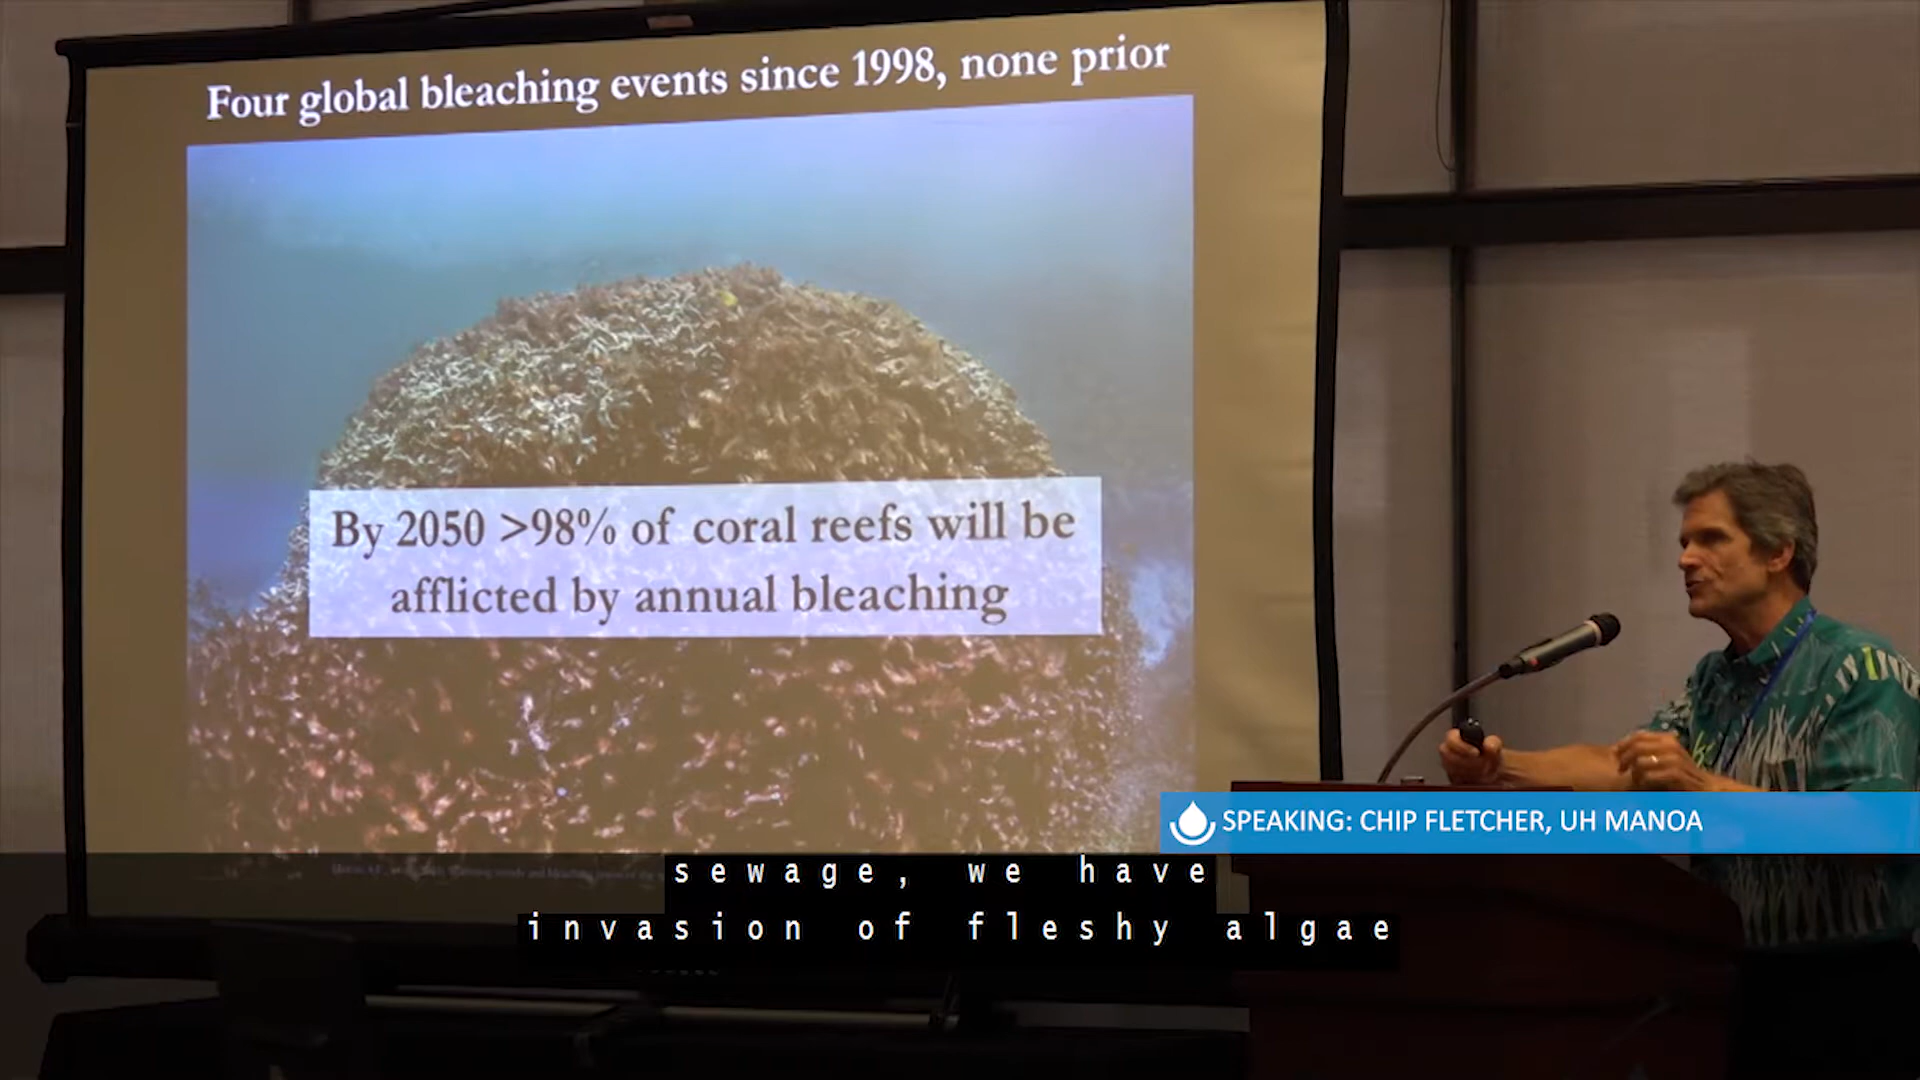 Four global bleaching events since 1998, none prior
By 2050 >98% of coral reefs will be
afflicted by annual bleaching
SPEAKING: CHIP FLETCHER, UH MANOA
sewage, we have
invasion of fleshy algae